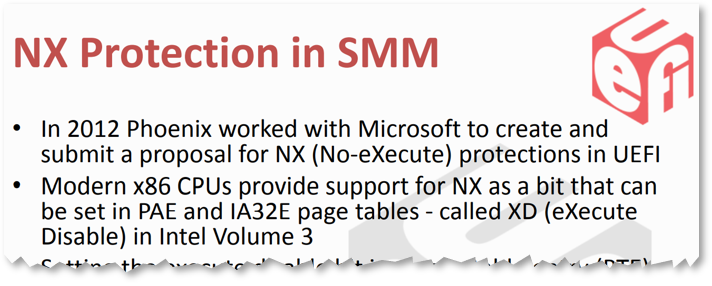 NX Protection in SMM
uefi
• In 2012 Phoenix worked with Microsoft to create and
submit a proposal for NX (No-eXecute) protections in UEFI
• Modern x86 CPUs provide support for NX as a bit that can
be set in PAE and IA32E page tables - called XD (eXecute
Disable) in Intel Volume 3